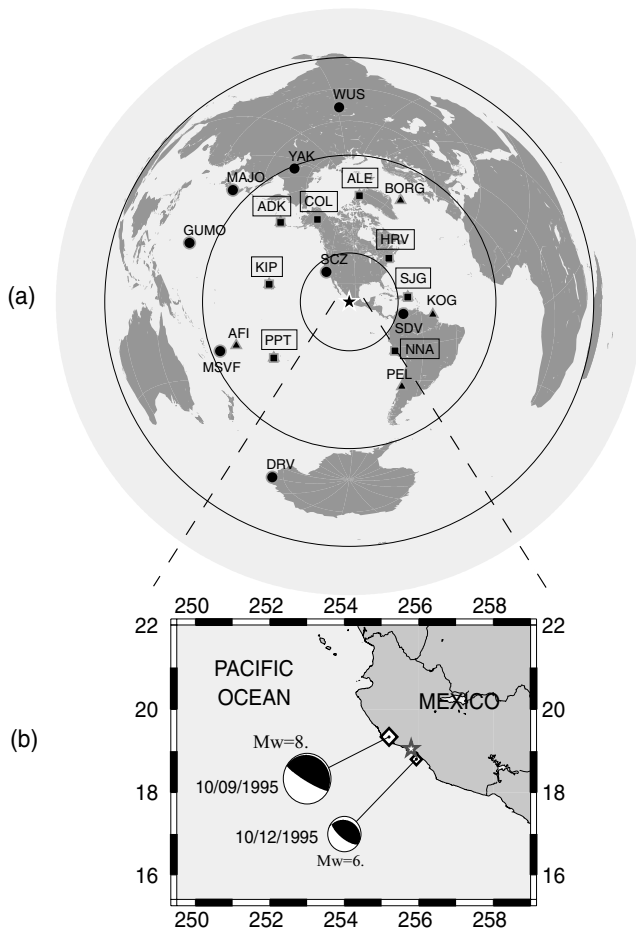 (a)
WUS
YAK
MAJO
ALE
BORG
COL
ADK
GUMO
HRV
SCZ
KIP
SJG
KOG
AFI
SDV
PPT
MSVF
NNA
PEL
DRV
(b)
250 252 254 256 258
22 22
PACIFIC
OCEAN
MEXICO
20 20
Mw=8.
10/09/1995
18 18
10/12/1995
Mw=6.
16 16
250 252 254 256 258